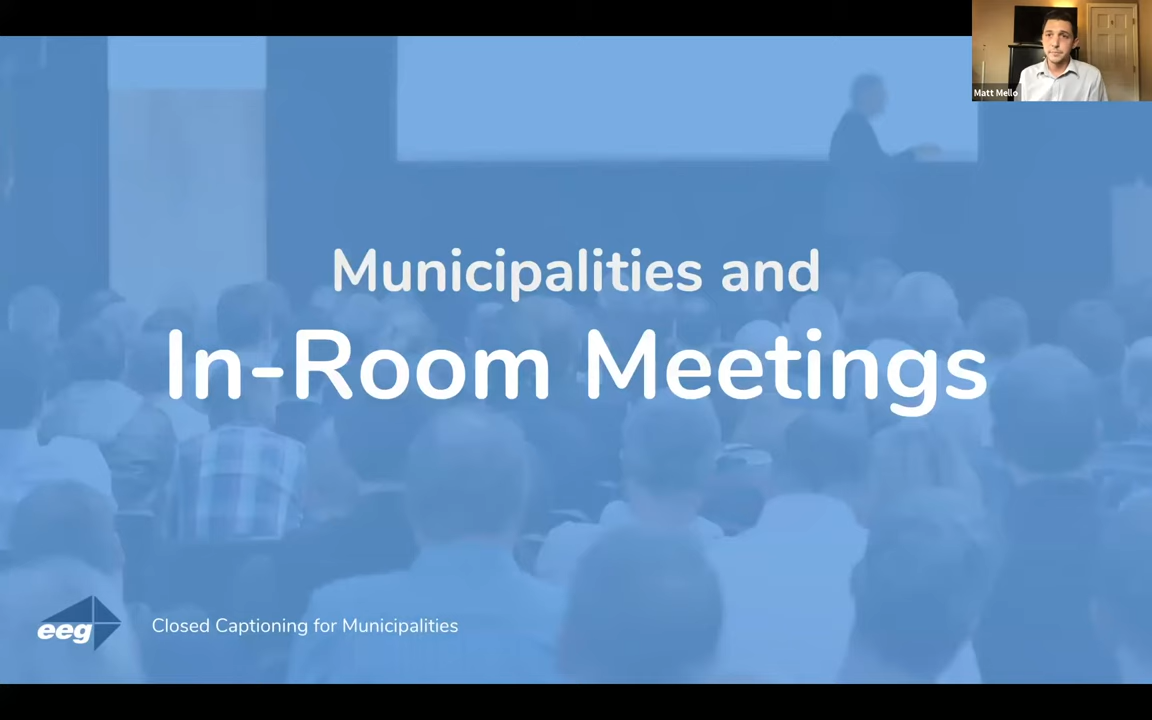 Matt Mello
Municipalities and
In-Room Meetings
eeg
Closed Captioning for Municipalities